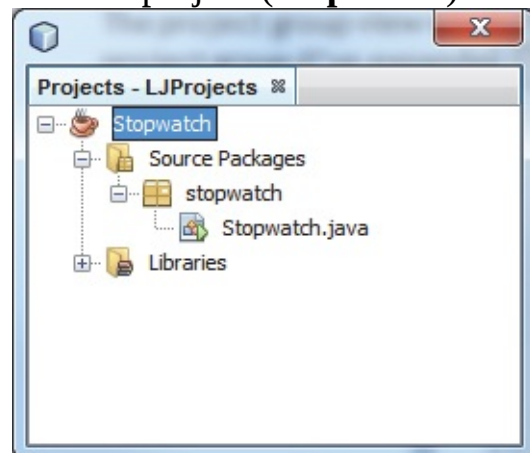 Projects - LJProjects
Stopwatch
Source Packages
stopwatch
Stopwatch.java
Libraries